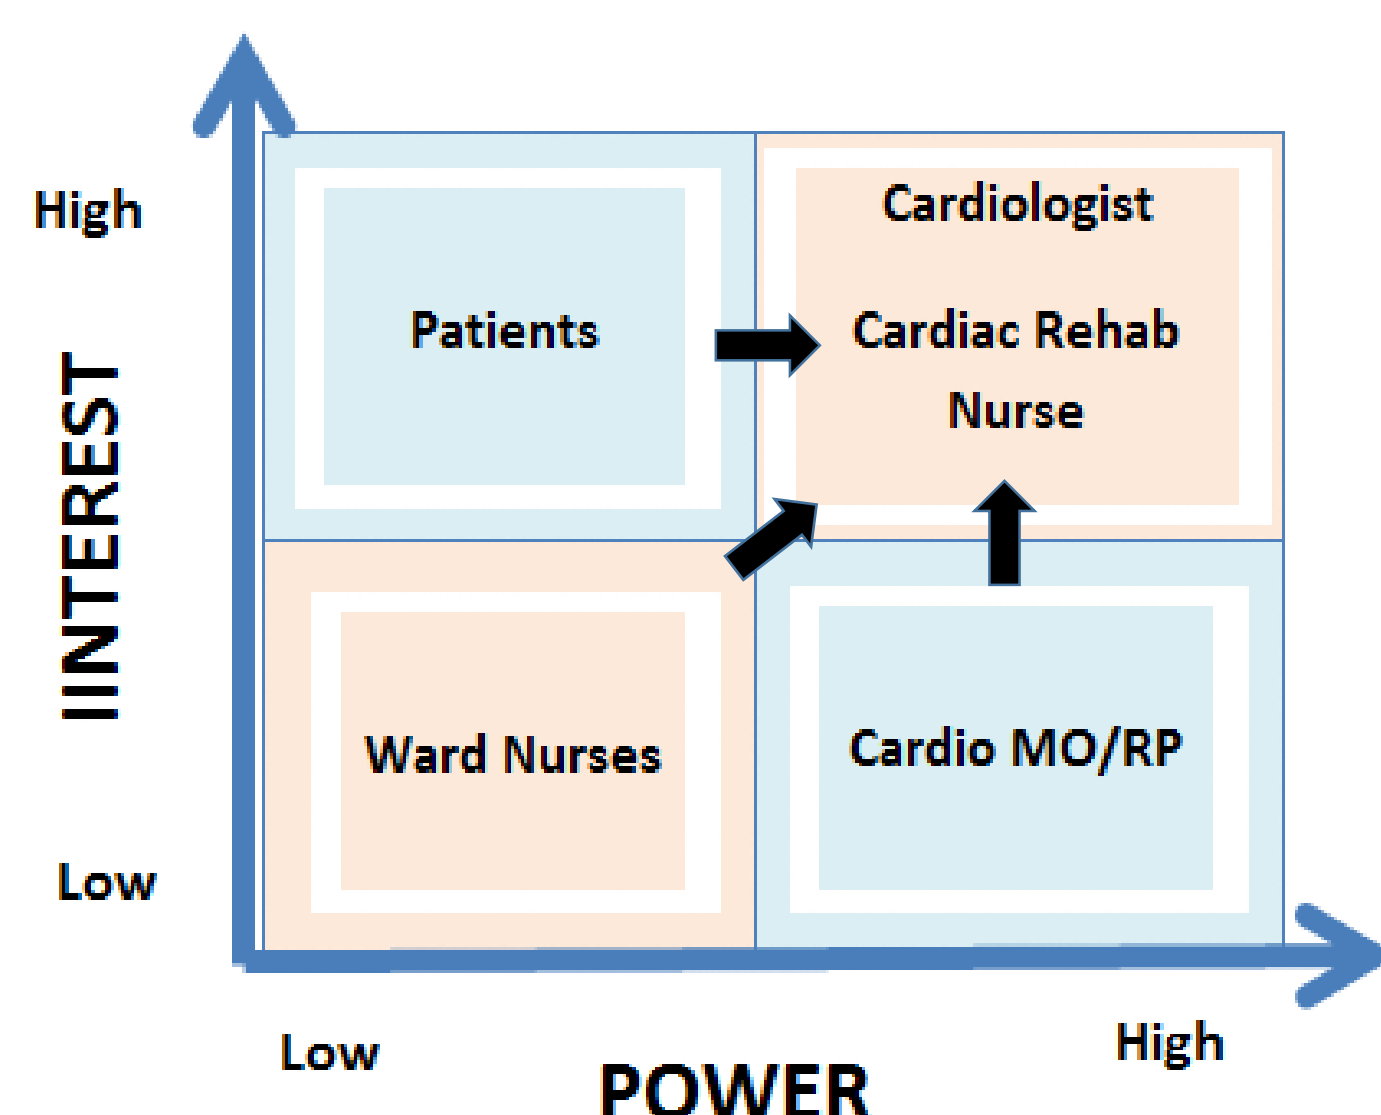 High
IINTEREST
Low
Patients
Cardiologist
Cardiac Rehab
Nurse
Ward Nurses
Cardio MO/RP
Low
POWER
High